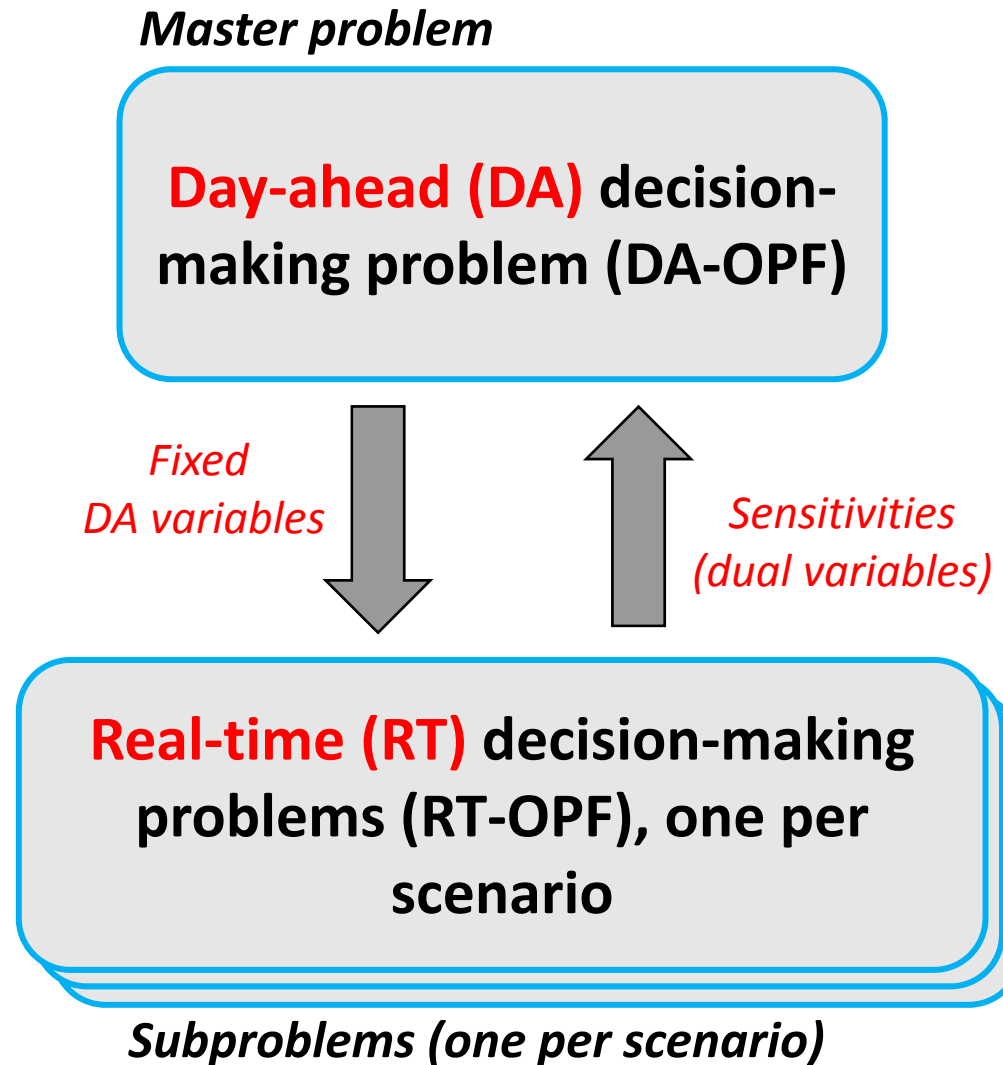 Master problem
Day-ahead (DA) decision-
making problem (DA-OPF)
Fixed
DA variables
Sensitivities
(dual variables)
Real-time (RT) decision-making
problems (RT-OPF), one per
scenario
Subproblems (one per scenario)